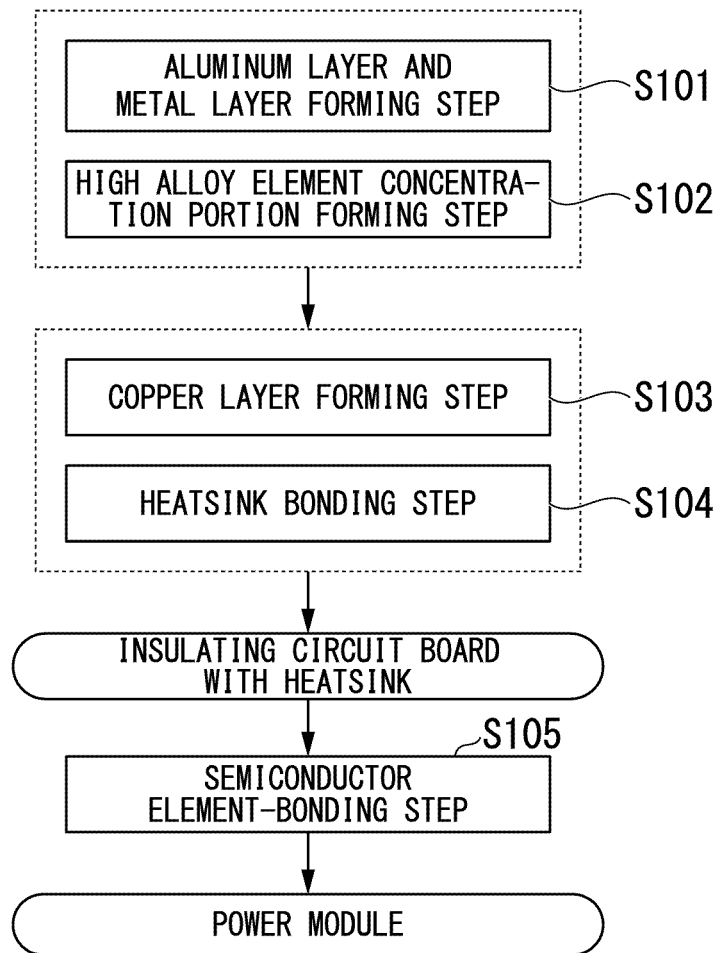 ALUMINUM LAYER AND
METAL LAYER FORMING STEP
S101
HIGH ALLOY ELEMENT CONCENTRA-
TION PORTION FORMING STEP
S102
COPPER LAYER FORMING STEP
S103
HEATSINK BONDING STEP
S104
INSULATING CIRCUIT BOARD
WITH HEATSINK
S105
SEMICONDUCTOR
ELEMENT-BONDING STEP
POWER MODULE